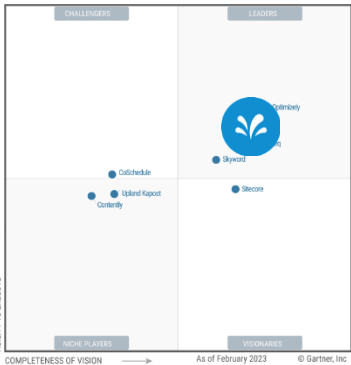 CHALLENGERS
LEADERS
Optimizely
Skyword
CoSchedule
Sitecore
Upland Kapost
Contently
NICHE PLAYERS
VISIONARIES
COMPLETENESS OF VISION
As of February 2023
© Gartner, Inc